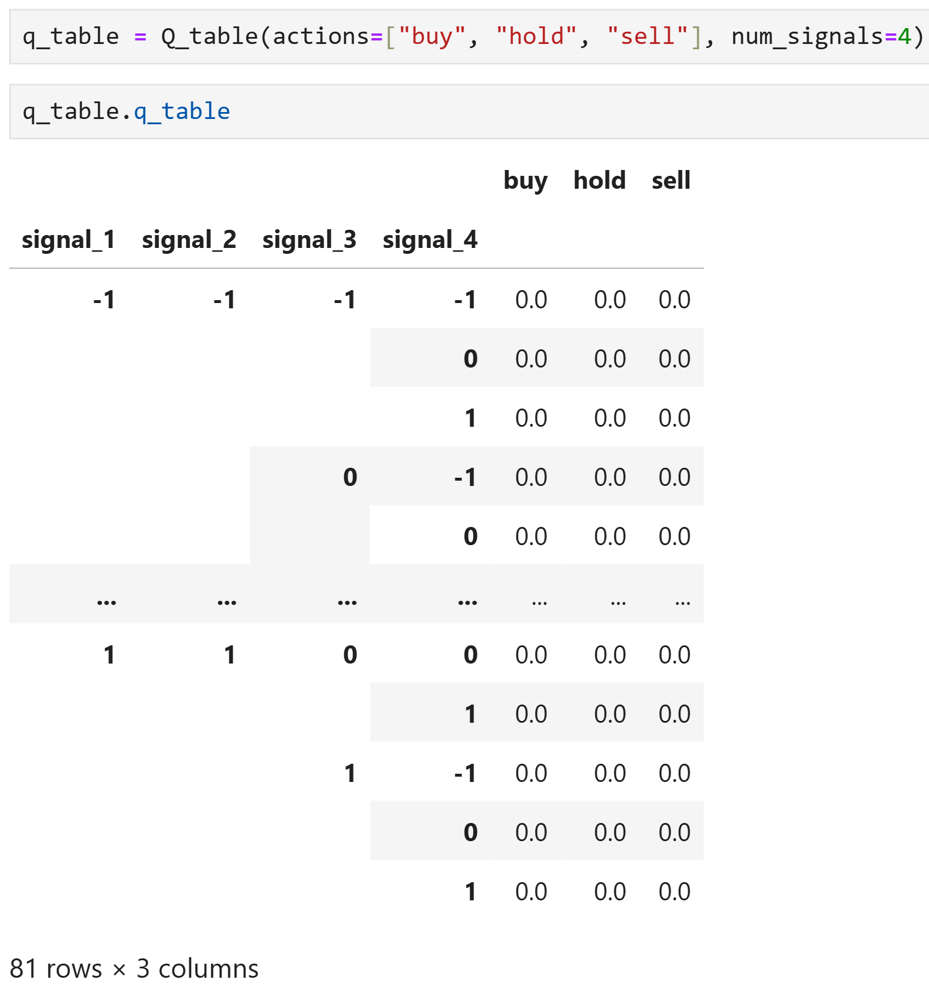 q_table = Q_table(actions=["buy", "hold", "sell"], num_signals=4)
q_table.q_table
buy hold sell
signal_1 signal_2 signal_3 signal_4
-1 -1 -1 -1 0.0 0.0 0.0
0 0.0 0.0 0.0
1 0.0 0.0 0.0
0 -1 0.0 0.0 0.0
0 0.0 0.0 0.0
... ... ... ... ... ... ...
1 1 0 0 0.0 0.0 0.0
1 0.0 0.0 0.0
1 -1 0.0 0.0 0.0
0 0.0 0.0 0.0
1 0.0 0.0 0.0
81 rows × 3 columns